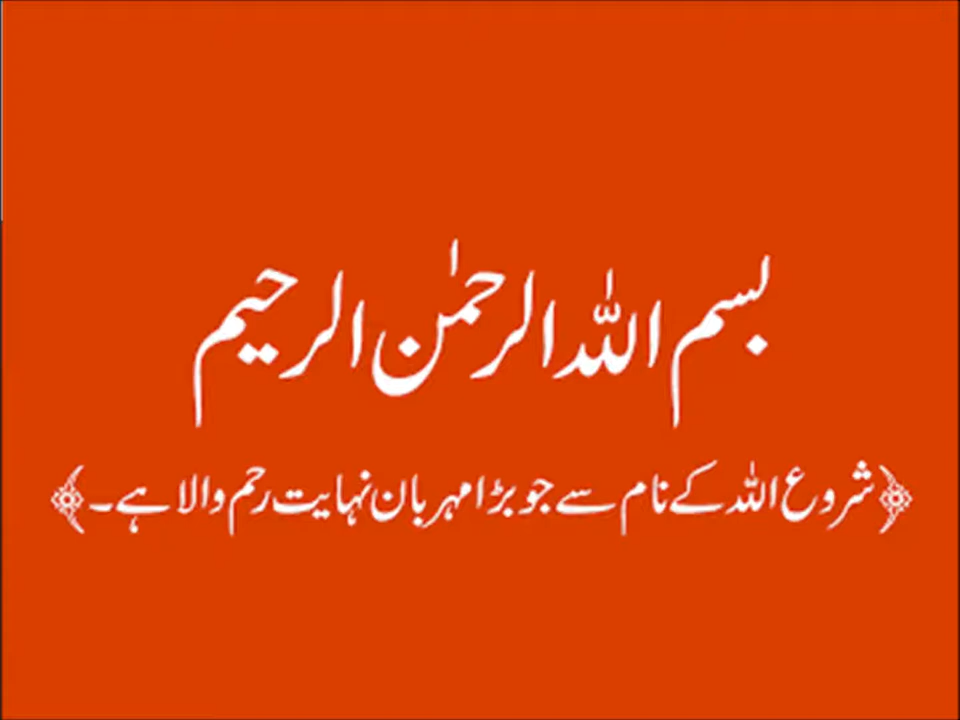 بسم اللہ الرحمٰن الرحیم
﴿شروع اللہ کے نام سے جو بڑا مہربان نہایت رحم والا ہے۔﴾